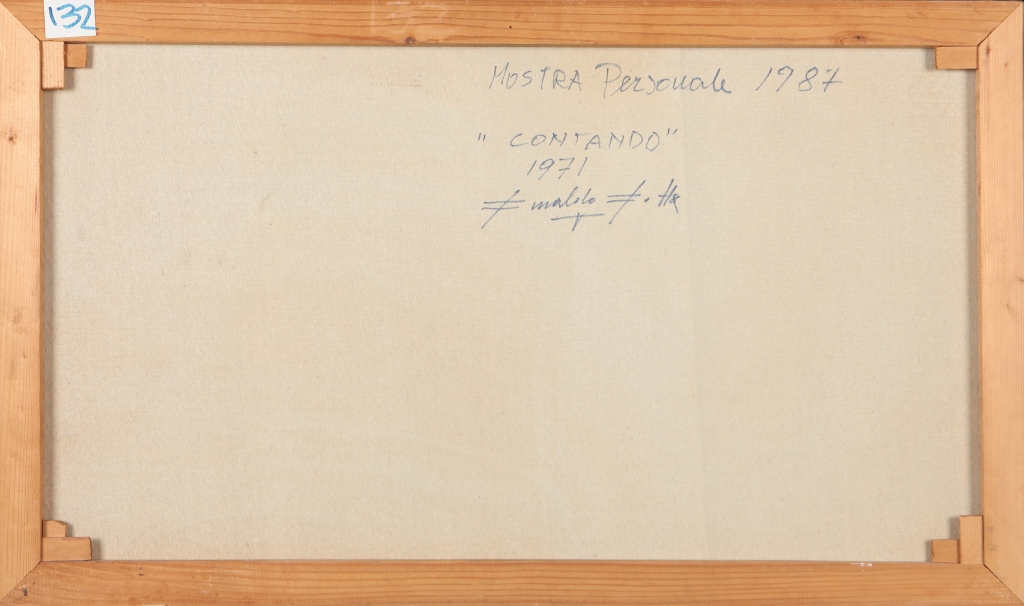 132
MOSTRA Personale 1987
" CONTANDO"
1971